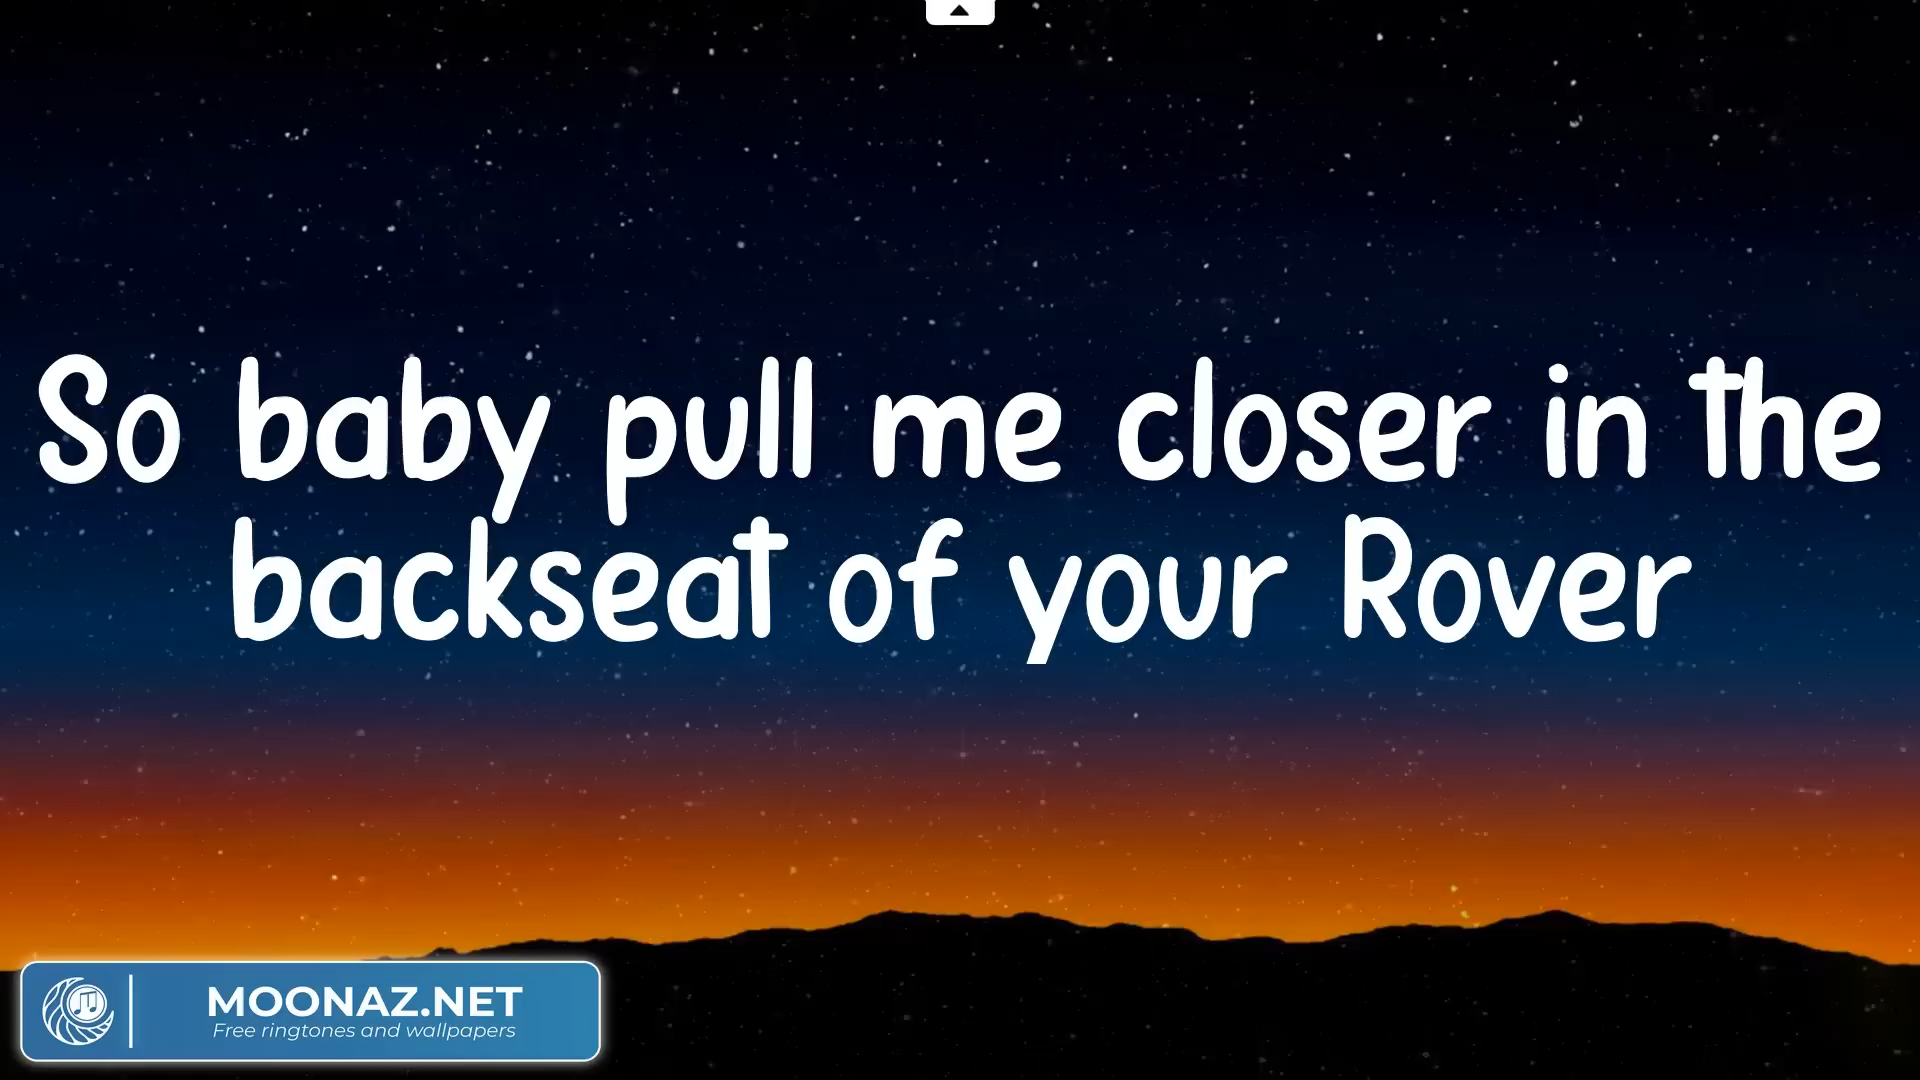 So baby pull me closer in the
backseat of your Rover
MOONAZ.NET
Free ringtones and wallpapers